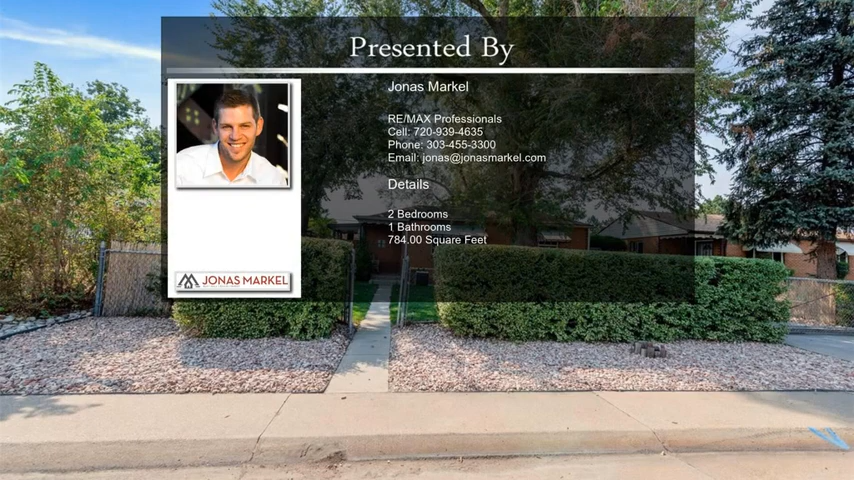 Presented By
Jonas Markel
RE/MAX Professionals
Cell: 720-939-4635
Phone: 303-455-3300
Email: jonas@jonasmarkel.com
Details
2 Bedrooms
1 Bathrooms
784.00 Square Feet
JONAS MARKEL